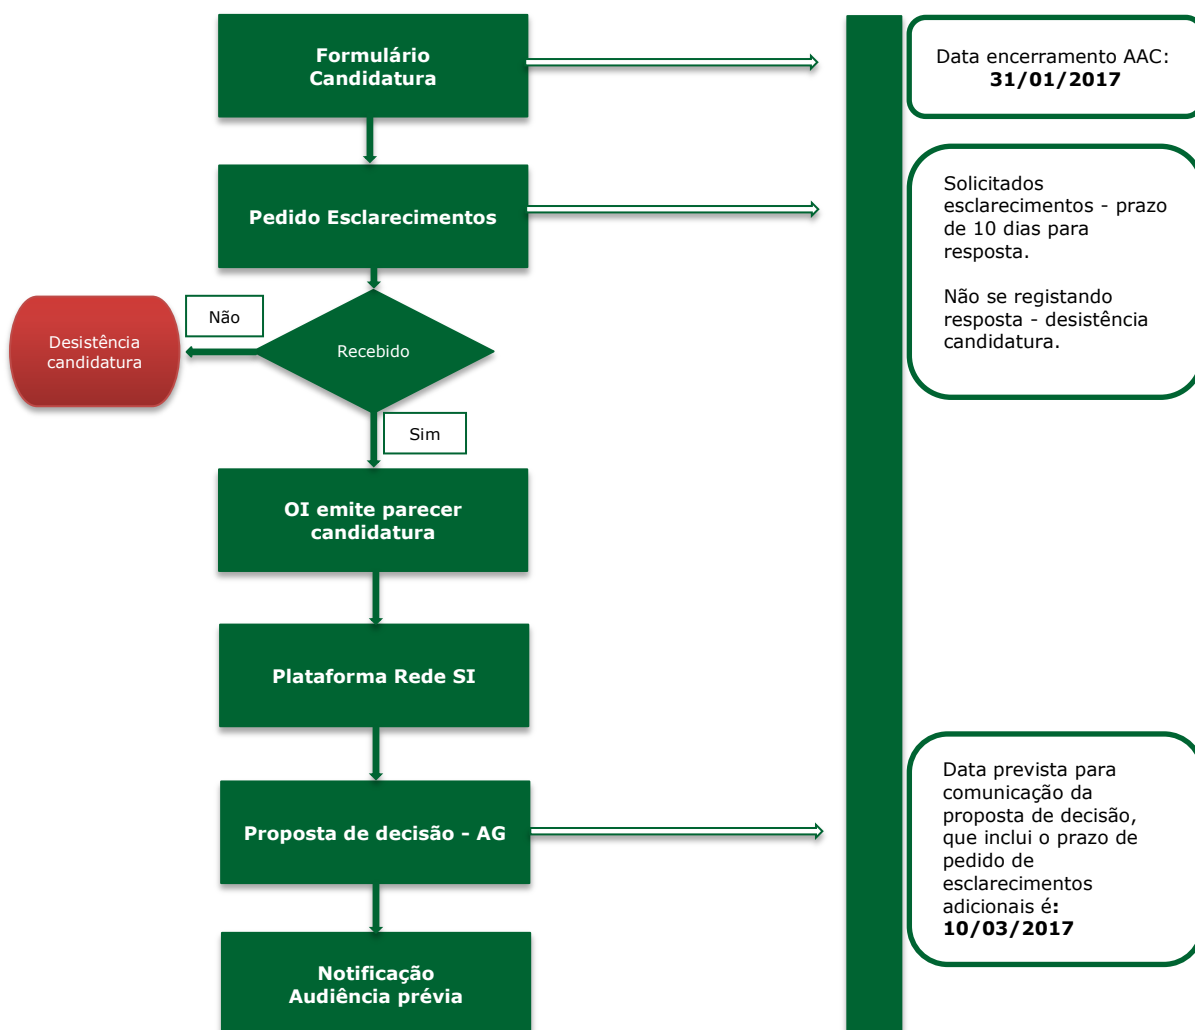 Formulário
Candidatura
Data encerramento AAC:
31/01/2017
Pedido Esclarecimentos
Solicitados
esclarecimentos - prazo
de 10 dias para
resposta.
Não se registando
resposta - desistência
candidatura.
Não
Desistência
candidatura
Recebido
Sim
OI emite parecer
candidatura
Plataforma Rede SI
Proposta de decisão - AG
Data prevista para
comunicação da
proposta de decisão,
que inclui o prazo de
pedido de
esclarecimentos
adicionais é:
10/03/2017
Notificação
Audiência prévia